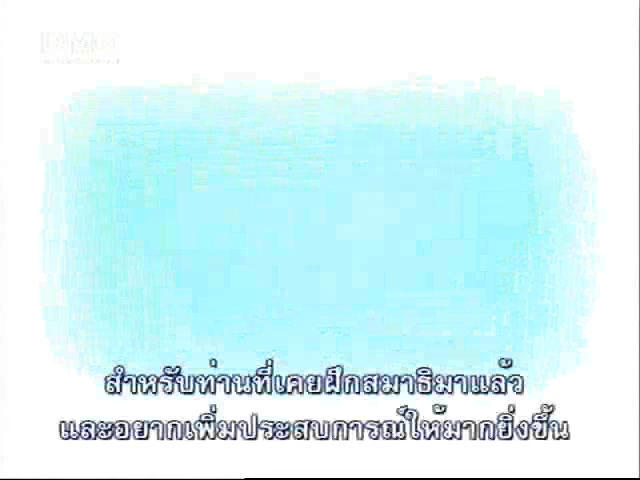 DMC
สำหรับท่านที่เคยฝึกสมาธิมาแล้ว
และอยากเพิ่มประสบการณ์ให้มากยิ่งขึ้น